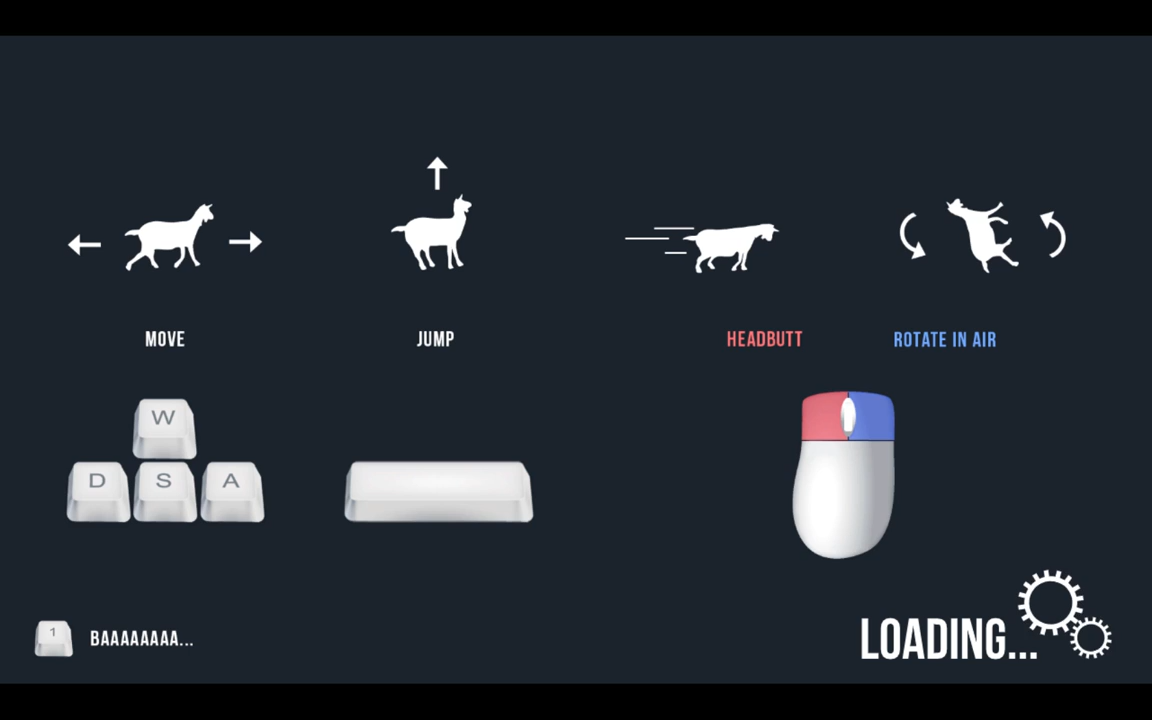 MOVE
JUMP
HEADBUTT
ROTATE IN AIR
W
D S A
1 BAAAAAAAA...
LOADING...